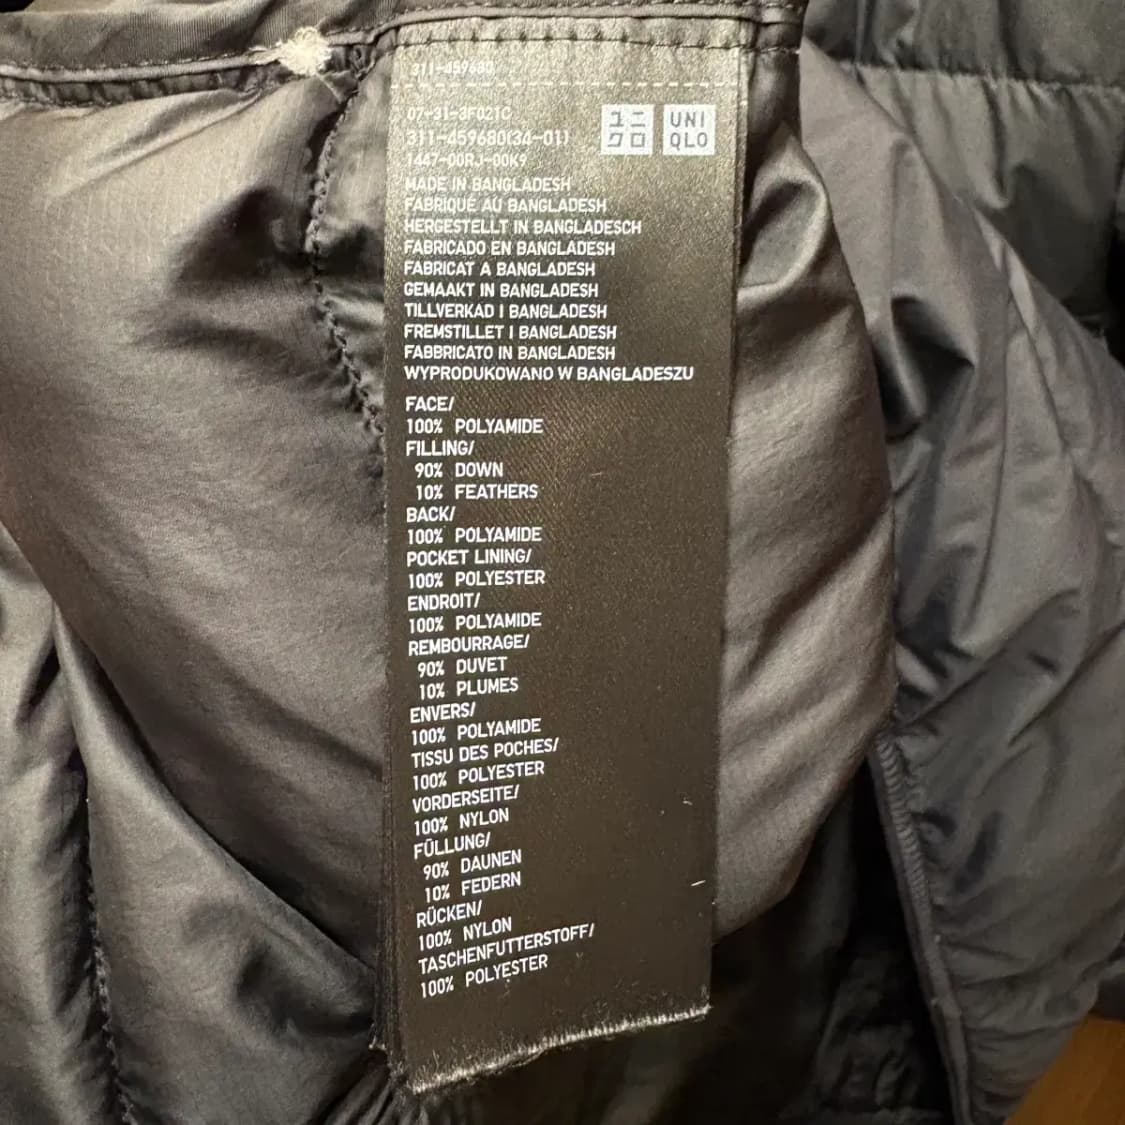 311-459680
07-31-3F021C
311-459680(34-01)
1447-00RJ-00K9
ユニ
クロ
UNI
QLO
MADE IN BANGLADESH
FABRIQUÉ AU BANGLADESH
HERGESTELLT IN BANGLADESCH
FABRICADO EN BANGLADESH
FABRICAT A BANGLADESH
GEMAAKT IN BANGLADESH
TILLVERKAD I BANGLADESH
FREMSTILLET I BANGLADESH
FABBRICATO IN BANGLADESH
WYPRODUKOWANO W BANGLADESZU
FACE/
100% POLYAMIDE
FILLING/
90% DOWN
10% FEATHERS
BACK/
100% POLYAMIDE
POCKET LINING/
100% POLYESTER
ENDROIT/
100% POLYAMIDE
REMBOURRAGE/
90% DUVET
10% PLUMES
ENVERS/
100% POLYAMIDE
TISSU DES POCHES/
100% POLYESTER
VORDERSEITE/
100% NYLON
FÜLLUNG/
90% DAUNEN
10% FEDERN
RÜCKEN/
100% NYLON
TASCHENFUTTERSTOFF/
100% POLYESTER